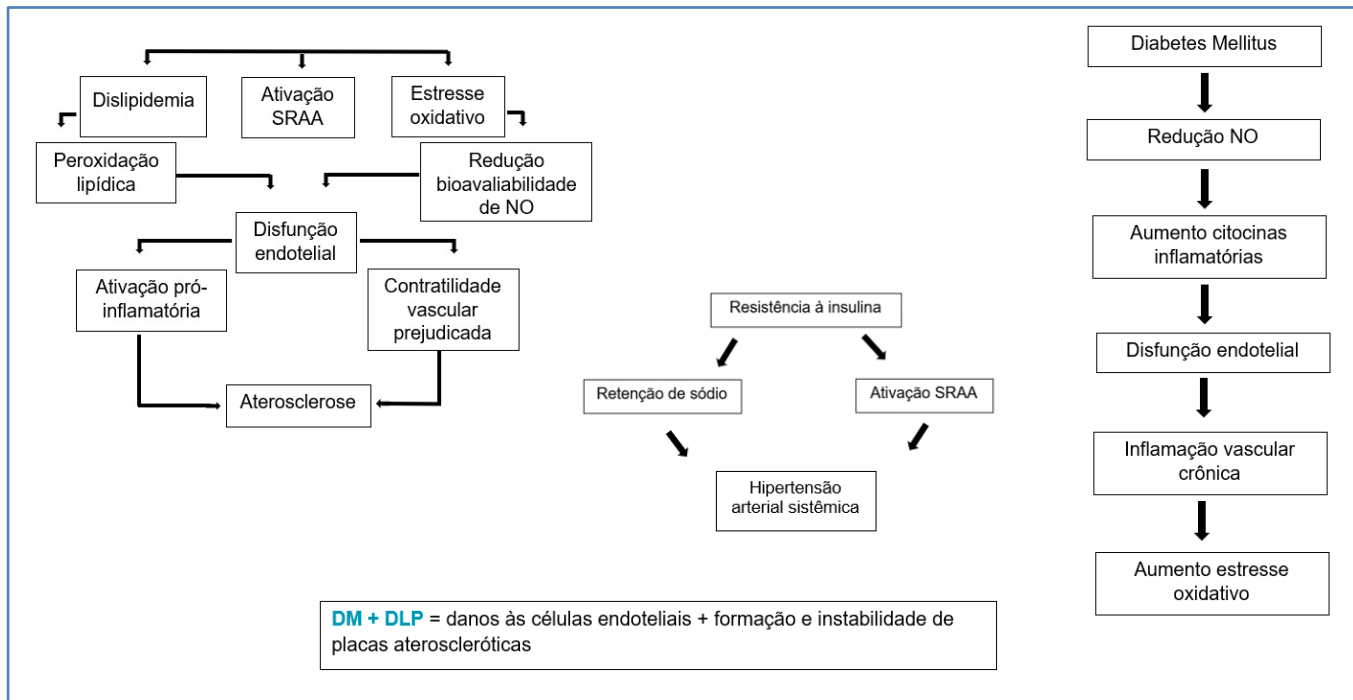 Dislipidemia
Ativação
SRAA
Estresse
oxidativo
Peroxidação
lipídica
Redução
bioavaliabilidade
de NO
Disfunção
endotelial
Ativação pró-
inflamatória
Contratilidade
vascular
prejudicada
Aterosclerose
Resistência à insulina
Retenção de sódio
Ativação SRAA
Hipertensão
arterial sistêmica
Diabetes Mellitus
Redução NO
Aumento citocinas
inflamatórias
Disfunção endotelial
Inflamação vascular
crônica
Aumento estresse
oxidativo
DM + DLP = danos às células endoteliais + formação e instabilidade de
placas ateroscleróticas